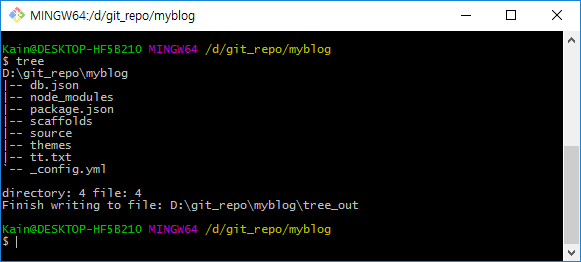 MINGW64:/d/git_repo/myblog
Kain@DESKTOP-HF5B210 MINGW64 /d/git_repo/myblog
$ tree
D:\git_repo\myblog
|-- db.json
|-- node_modules
|-- package.json
|-- scaffolds
|-- source
|-- themes
|-- tt.txt
`-- _config.yml
directory: 4 file: 4
Finish writing to file: D:\git_repo\myblog\tree_out
Kain@DESKTOP-HF5B210 MINGW64 /d/git_repo/myblog
$